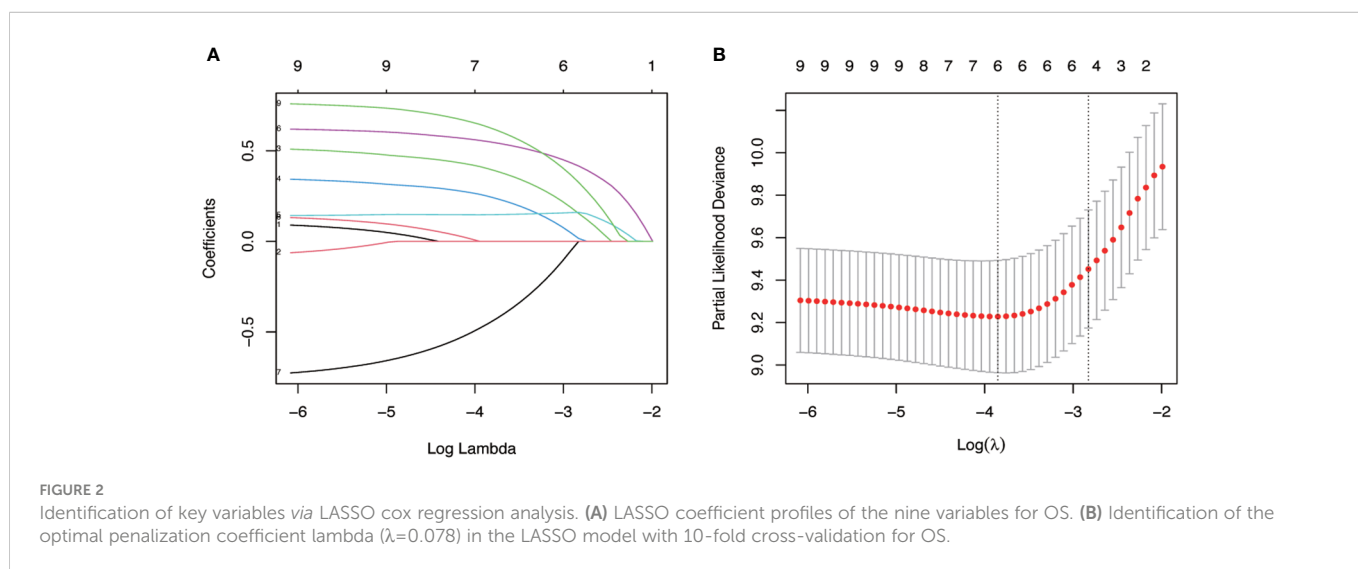 A
B
9 9 7 6 1
9 9 9 9 9 8 7 7 6 6 6 6 4 3 2
9
6
3
4
5
1
2
7
0.5
0.0
−0.5
Coefficients
−6 −5 −4 −3 −2
Log Lambda
10.0
9.8
9.6
9.4
9.2
9.0
Partial Likelihood Deviance
−6 −5 −4 −3 −2
Log(λ)
FIGURE 2
Identification of key variables via LASSO cox regression analysis. (A) LASSO coefficient profiles of the nine variables for OS. (B) Identification of the
optimal penalization coefficient lambda (λ=0.078) in the LASSO model with 10-fold cross-validation for OS.